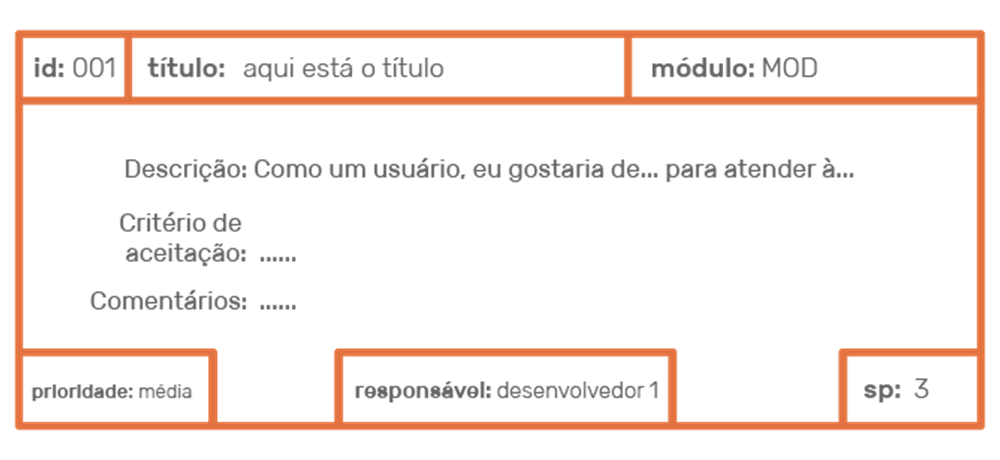 id: 001 título: aqui está o título módulo: MOD
Descrição: Como um usuário, eu gostaria de... para atender à...
Critério de
aceitação: ......
Comentários: ......
prioridade: média responsável: desenvolvedor 1 sp: 3